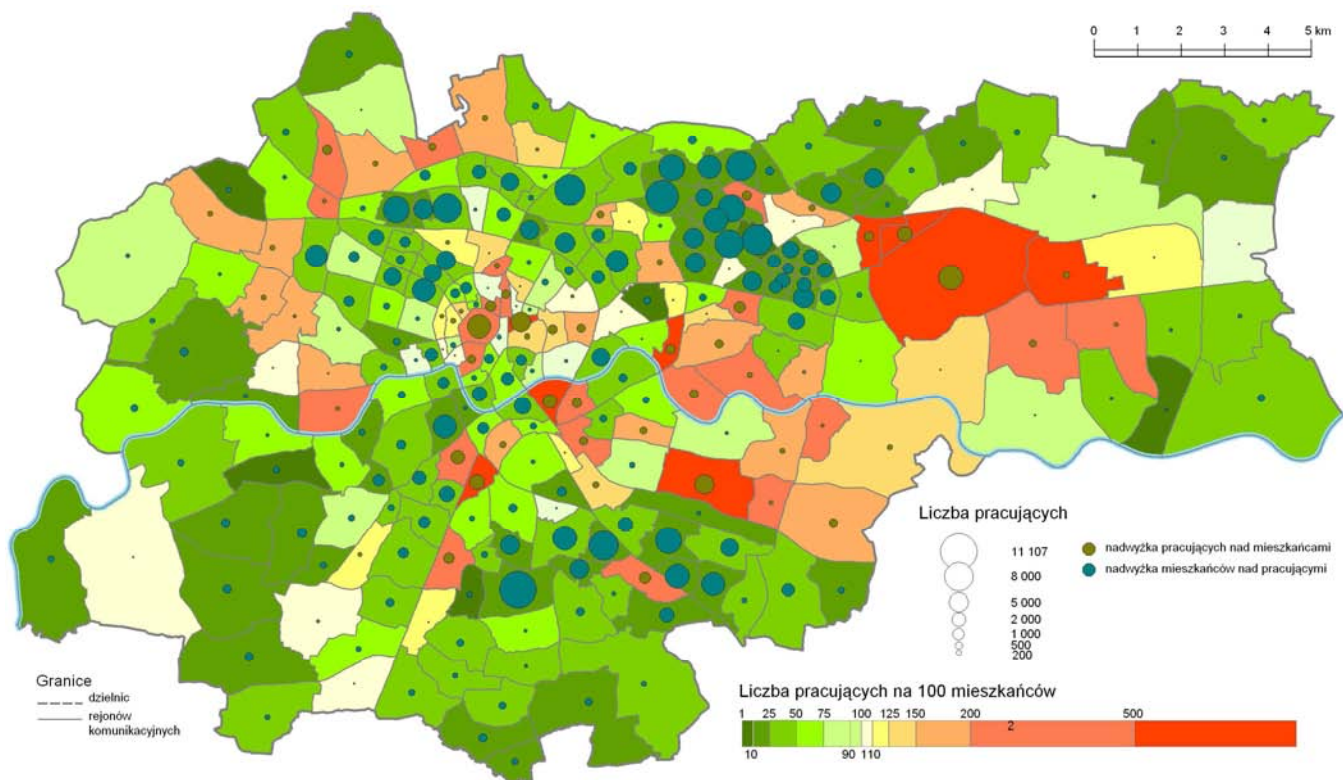 0 1 2 3 4 5 km
Liczba pracujących
11 107
8 000
5 000
2 000
1 000
500
200
nadwyżka pracujących nad mieszkańcami
nadwyżka mieszkńców nad pracującymi
Granice
dzielnic
rejonów
komunikacyjnych
Liczba pracujących na 100 mieszkańców
1 25 50 75 100 125 150 200 500
2
10 90 110